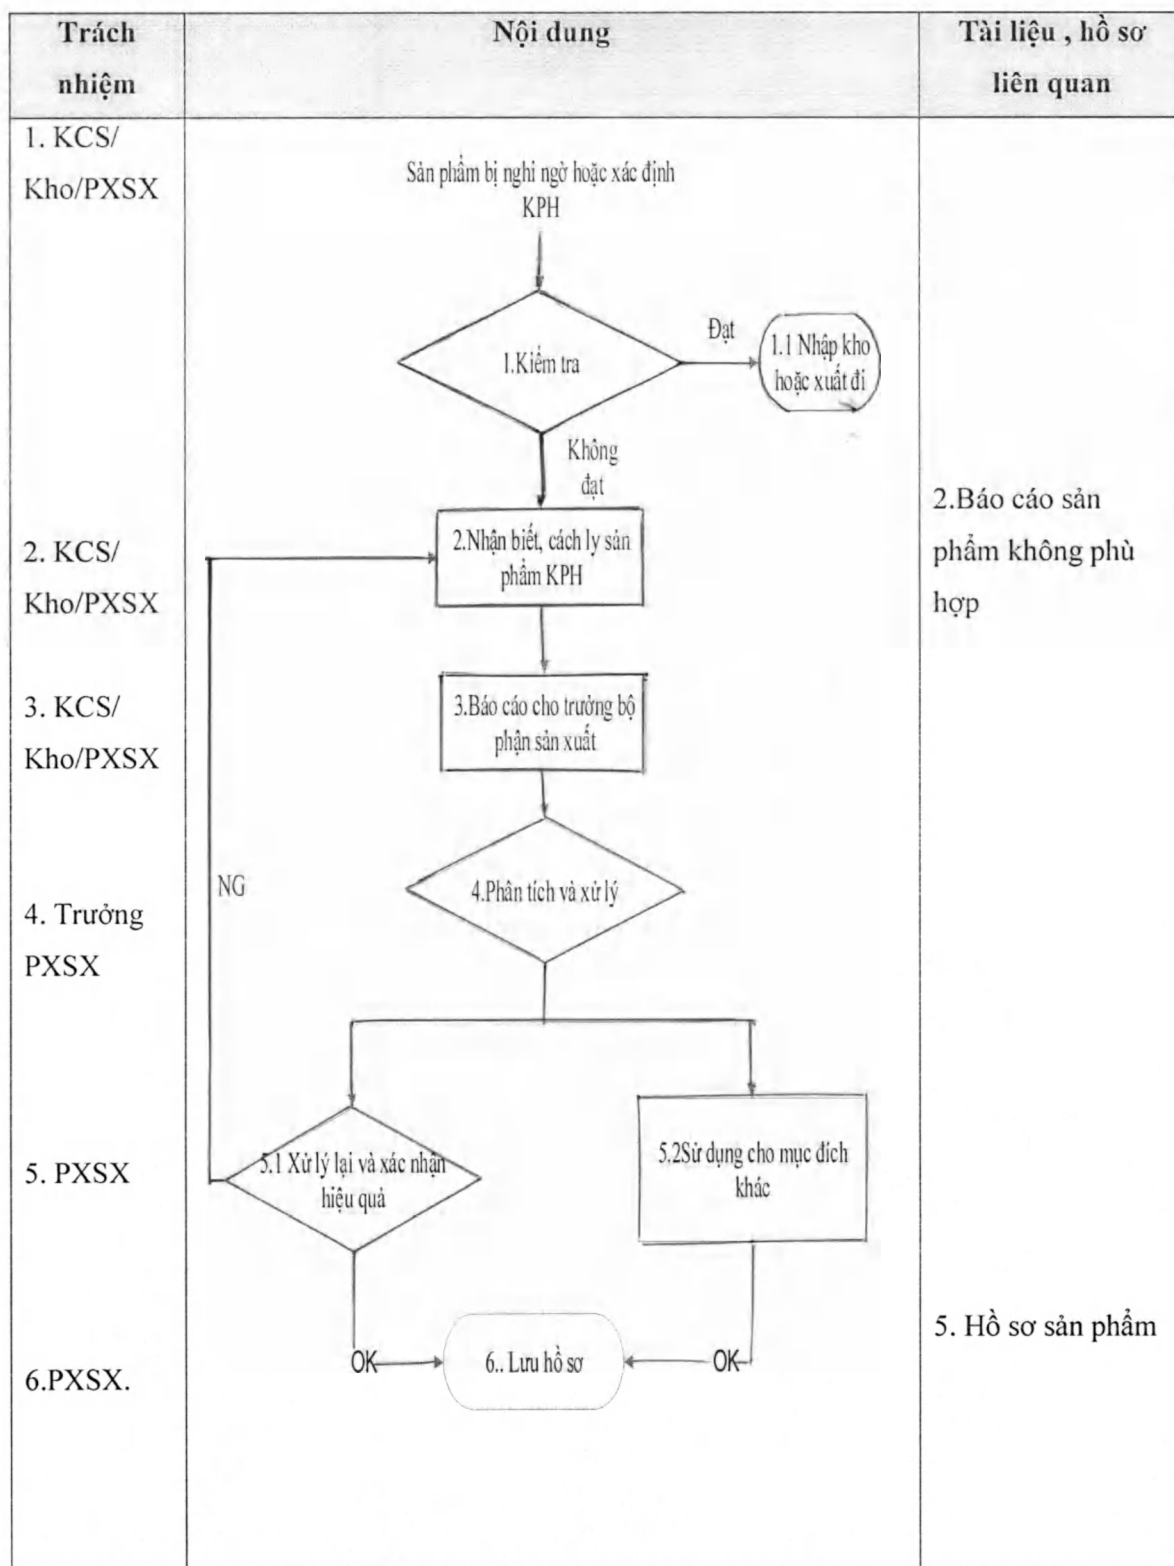 Trách
nhiệm
Nội dung
Tài liệu , hồ sơ
liên quan
1. KCS/
Kho/PXSX
Sản phẩm bị nghi ngờ hoặc xác định
KPH
1.Kiểm tra
Đạt
1.1 Nhập kho
hoặc xuất đi
Không
đạt
2. KCS/
Kho/PXSX
2.Nhận biết, cách ly sản
phẩm KPH
2.Báo cáo sản
phẩm không phù
hợp
3. KCS/
Kho/PXSX
3.Báo cáo cho trưởng bộ
phận sản xuất
4. Trưởng
PXSX
NG
4.Phân tích và xử lý
5. PXSX
5.1 Xử lý lại và xác nhận
hiệu quả
5.2Sử dụng cho mục đích
khác
5. Hồ sơ sản phẩm
6.PXSX.
OK
6.. Lưu hồ sơ
OK